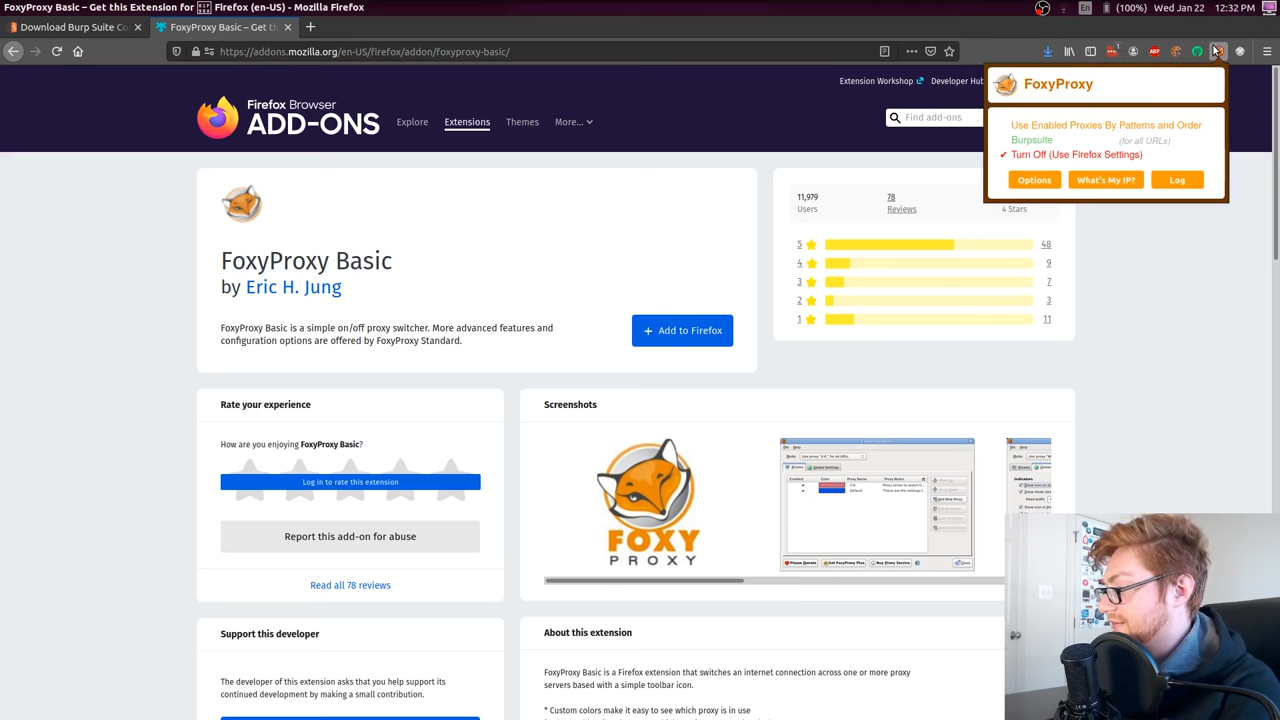 FoxyProxy Basic – Get this Extension for Firefox (en-US) - Mozilla Firefox
En (100%) Wed Jan 22 12:32 PM
Download Burp Suite Co
FoxyProxy Basic – Get th
https://addons.mozilla.org/en-US/firefox/addon/foxyproxy-basic/
ABP
Extension Workshop Developer Hub
Firefox Browser
ADD-ONS
Explore Extensions Themes More...
Find add-ons
FoxyProxy
Use Enabled Proxies By Patterns and Order
Burpsuite (for all URLs)
✔ Turn Off (Use Firefox Settings)
Options What's My IP? Log
FoxyProxy Basic
by Eric H. Jung
FoxyProxy Basic is a simple on/off proxy switcher. More advanced features and
configuration options are offered by FoxyProxy Standard.
+ Add to Firefox
11,979 78
Users Reviews 4 Stars
5 48
4 9
3 7
2 3
1 11
Rate your experience
How are you enjoying FoxyProxy Basic?
Log in to rate this extension
Report this add-on for abuse
Read all 78 reviews
Screenshots
FOXY
PROXY
Support this developer
The developer of this extension asks that you help support its
continued development by making a small contribution.
About this extension
FoxyProxy Basic is a Firefox extension that switches an internet connection across one or more proxy
servers based with a simple toolbar icon.
* Custom colors make it easy to see which proxy is in use